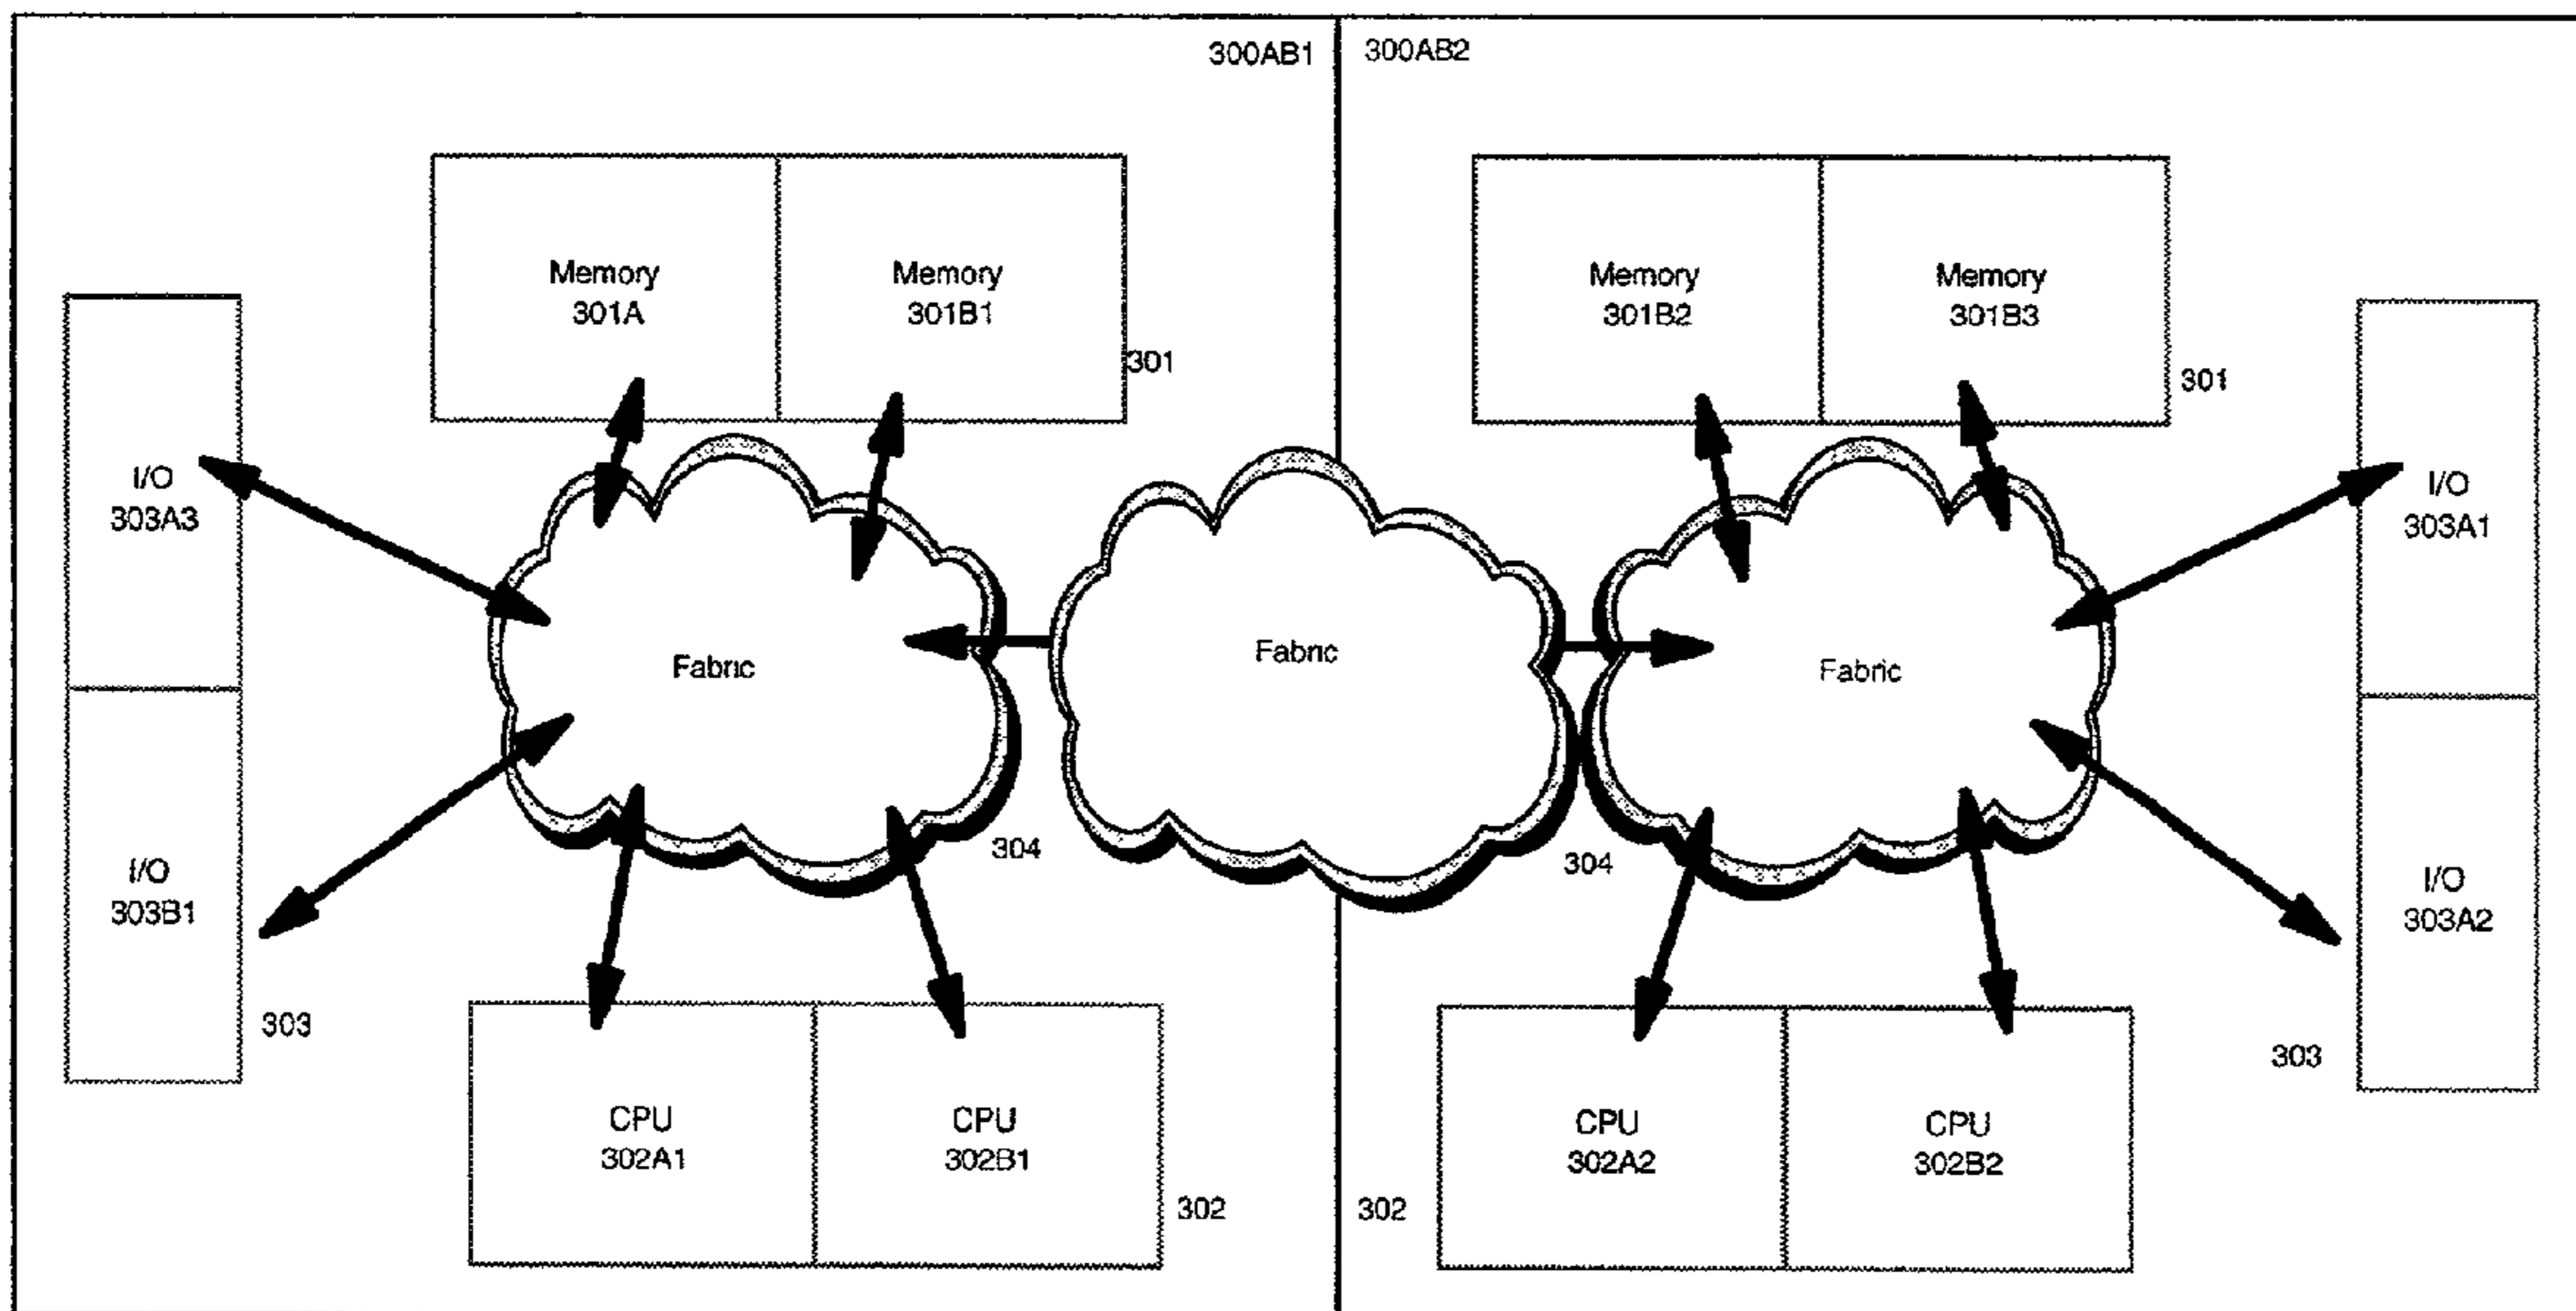 300AB1
300AB2
Memory
301A
Memory
301B1
301
Memory
301B2
Memory
301B3
301
I/O
303A3
I/O
303B1
303
I/O
303A1
I/O
303A2
303
Fabric
304
Fabric
Fabric
304
CPU
302A1
CPU
302B1
302
CPU
302A2
CPU
302B2
302